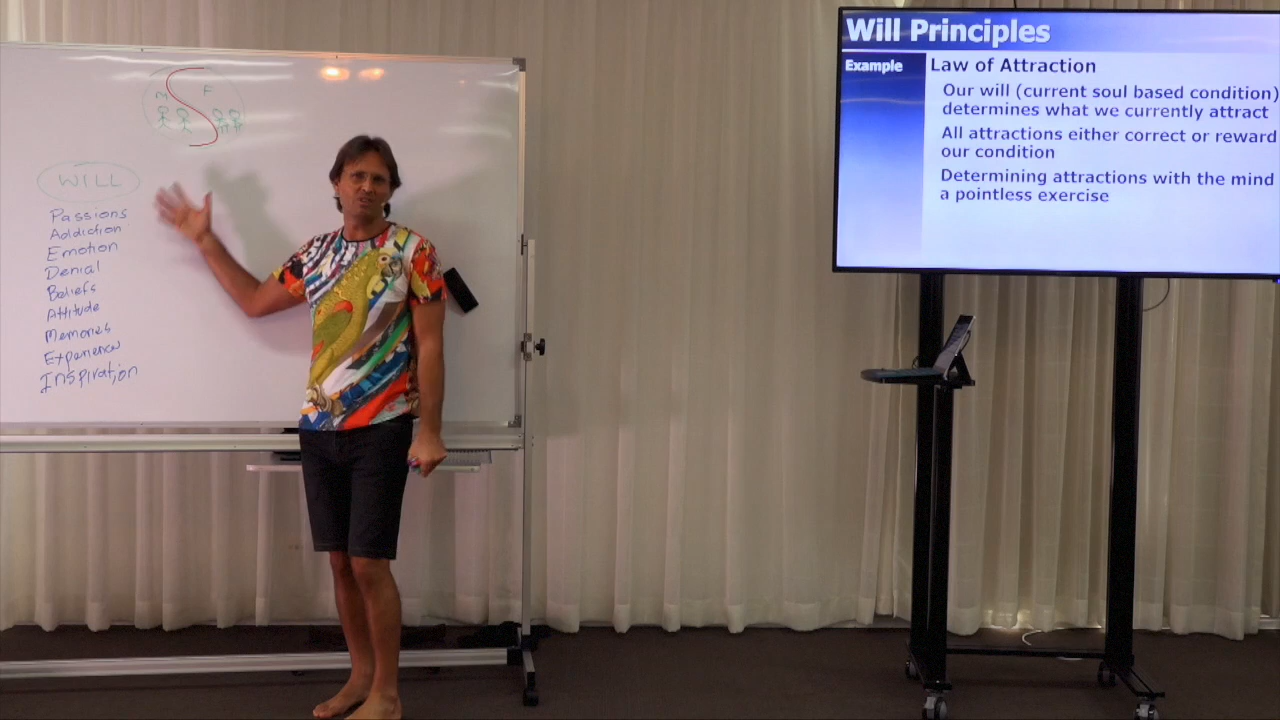 M
F
WILL
Passions
Addiction
Emotion
Denial
Beliefs
Attitude
Memories
Experience
Inspiration
Will Principles
Example
Law of Attraction
Our will (current soul based condition)
determines what we currently attract
All attractions either correct or reward
our condition
Determining attractions with the mind
a pointless exercise